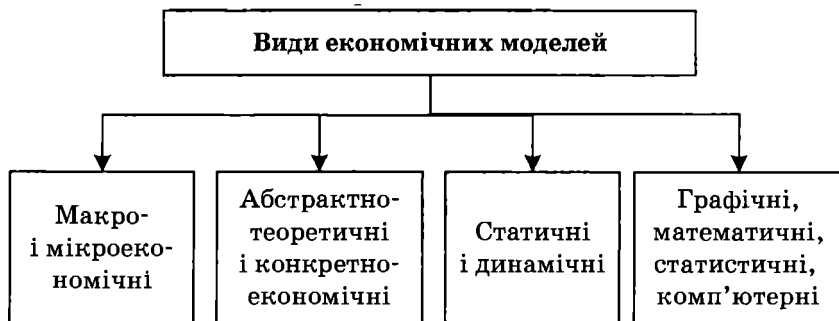 Види економічних моделей
Макро-
і мікроеко-
номічні
Абстрактно-
теоретичні
і конкретно-
економічні
Статичні
і динамічні
Графічні,
математичні,
статистичні,
комп’ютерні